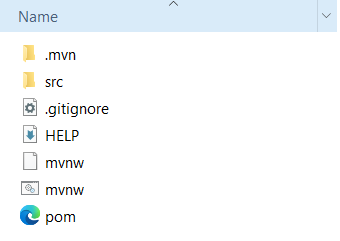 Name
.mvn
src
.gitignore
HELP
mvnw
mvnw
pom